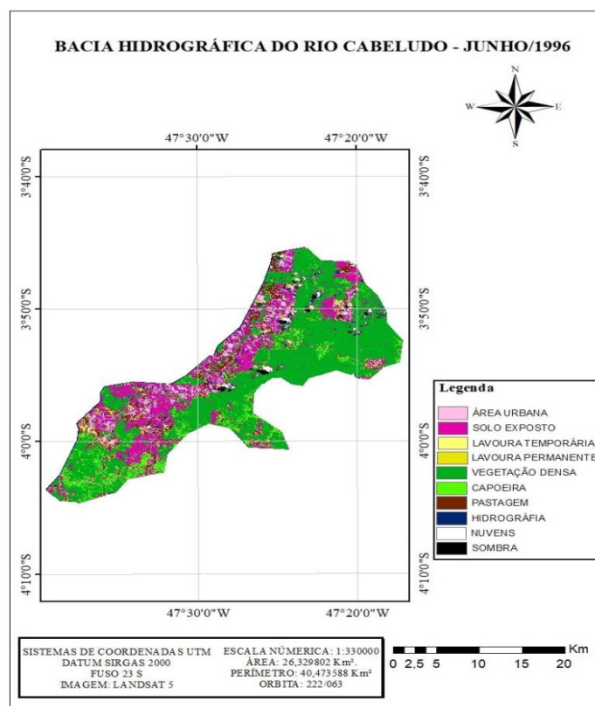 BACIA HIDROGRÁFICA DO RIO CABELUDO - JUNHO/1996
N
W E
S
47°30'0"W 47°20'0"W
3°40'0"S 3°40'0"S
3°50'0"S 3°50'0"S
4°0'0"S 4°0'0"S
4°10'0"S 4°10'0"S
47°30'0"W 47°20'0"W
Legenda
ÁREA URBANA
SOLO EXPOSTO
LAVOURA TEMPORÁRIA
LAVOURA PERMANENTE
VEGETAÇÃO DENSA
CAPOEIRA
PASTAGEM
HIDROGRÁFIA
NUVENS
SOMBRA
SISTEMAS DE COORDENADAS UTM
DATUM SIRGAS 2000
FUSO 23 S
IMAGEM: LANDSAT 5
ESCALA NÚMERICA: 1:330000
ÁREA: 26,329802 Km².
PERÍMETRO: 40,473588 Km²
ORBITA: 222/063
Km
0 2,5 5 10 15 20